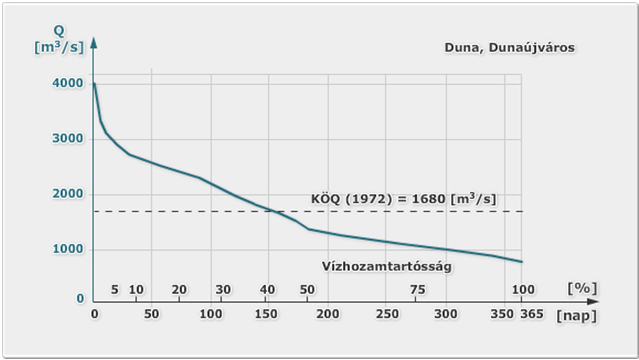 Q
[m³/s]
Duna, Dunaújváros
4000
3000
2000
KÖQ (1972) = 1680 [m³/s]
1000
Vízhozamtartósság
0
5 10 20 30 40 50 75 100 [%]
0 50 100 150 200 250 300 350 365 [nap]